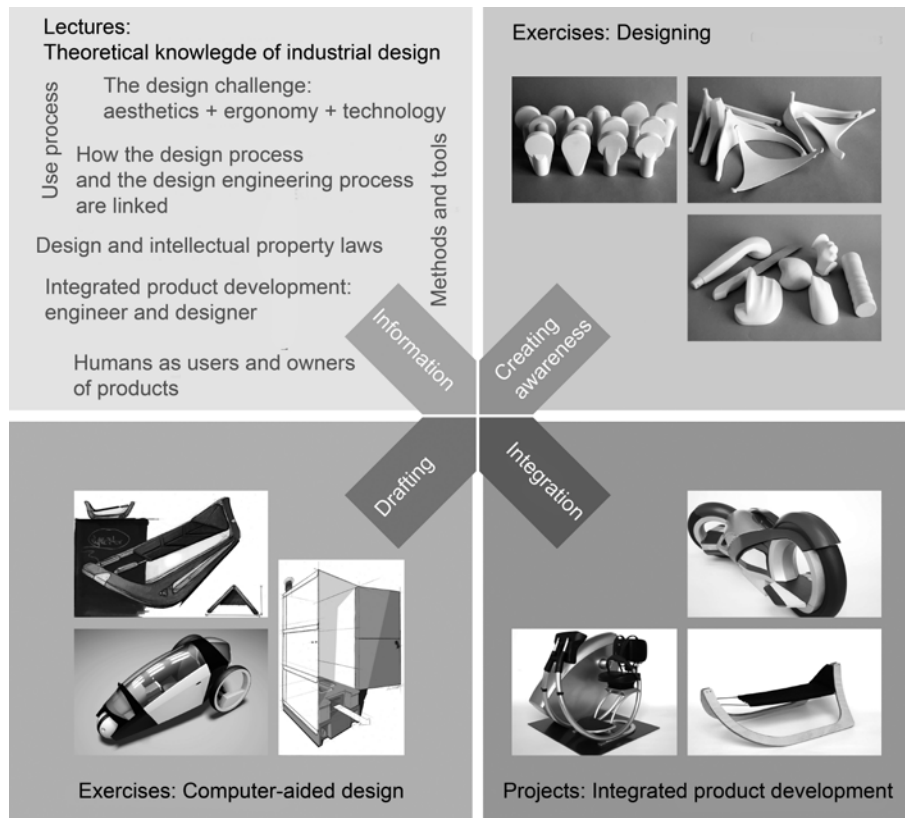 Lectures:
Theoretical knowlegde of industrial design
The design challenge:
aesthetics + ergonomy + technology
Use process
How the design process
and the design engineering process
are linked
Methods and tools
Design and intellectual property laws
Integrated product development:
engineer and designer
Humans as users and owners
of products
Exercises: Designing
Information
Creating
awareness
Drafting
Integration
Exercises: Computer-aided design
Projects: Integrated product development